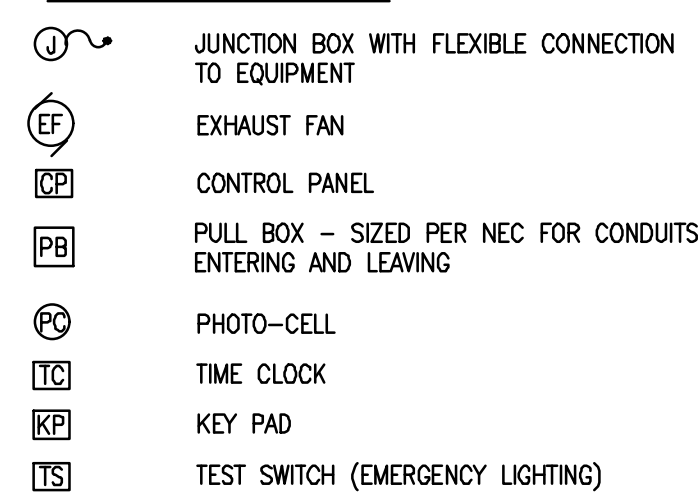 J JUNCTION BOX WITH FLEXIBLE CONNECTION
TO EQUIPMENT
EF EXHAUST FAN
CP CONTROL PANEL
PB PULL BOX – SIZED PER NEC FOR CONDUITS
ENTERING AND LEAVING
PC PHOTO–CELL
TC TIME CLOCK
KP KEY PAD
TS TEST SWITCH (EMERGENCY LIGHTING)